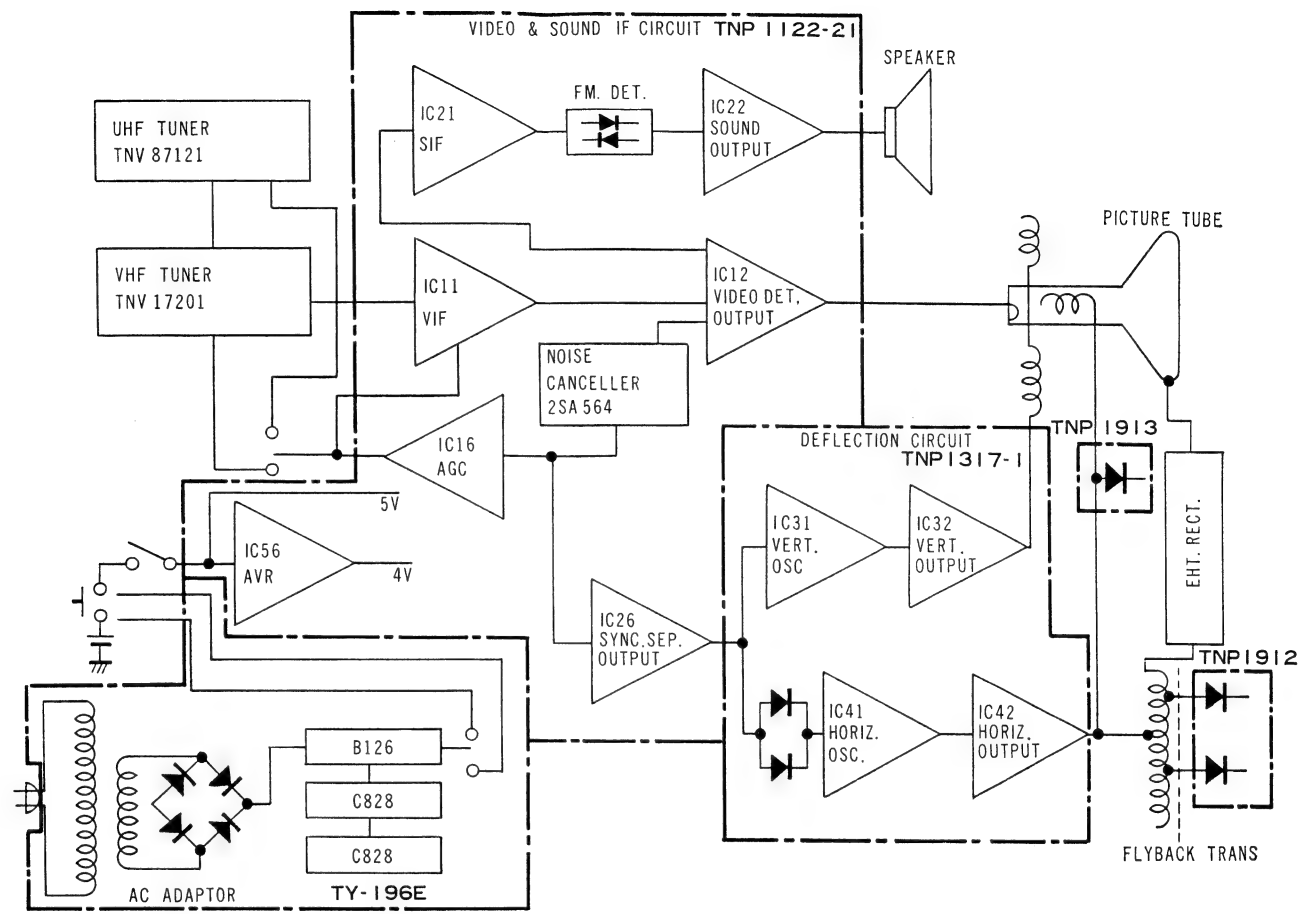 VIDEO & SOUND IF CIRCUIT TNP 1122-21
SPEAKER
UHF TUNER
TNV 87121
IC21
SIF
FM. DET.
IC22
SOUND
OUTPUT
PICTURE TUBE
VHF TUNER
TNV 17201
IC11
VIF
IC12
VIDEO DET,
OUTPUT
NOISE
CANCELLER
2SA 564
IC16
AGC
DEFLECTION CIRCUIT
TNP1317-1
TNP 1913
5V
IC56
AVR
4V
IC31
VERT.
OSC
IC32
VERT.
OUTPUT
EHT. RECT.
IC26
SYNC,SEP.
OUTPUT
TNP1912
IC41
HORIZ.
OSC.
IC42
HORIZ,
OUTPUT
B126
C828
C828
FLYBACK TRANS
AC ADAPTOR
TY-196E